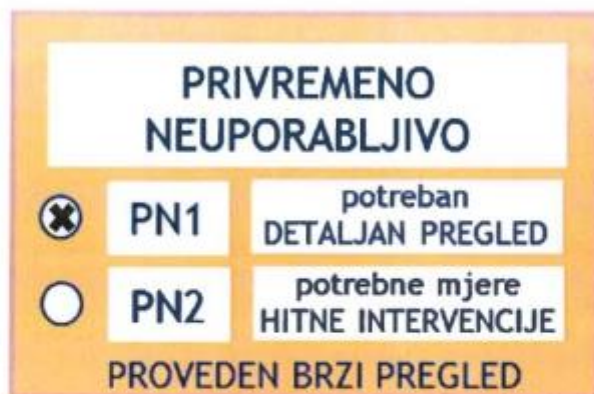 PRIVREMENO
NEUPORABLJIVO
PN1
potreban
DETALJAN PREGLED
PN2
potrebne mjere
HITNE INTERVENCIJE
PROVEDEN BRZI PREGLED